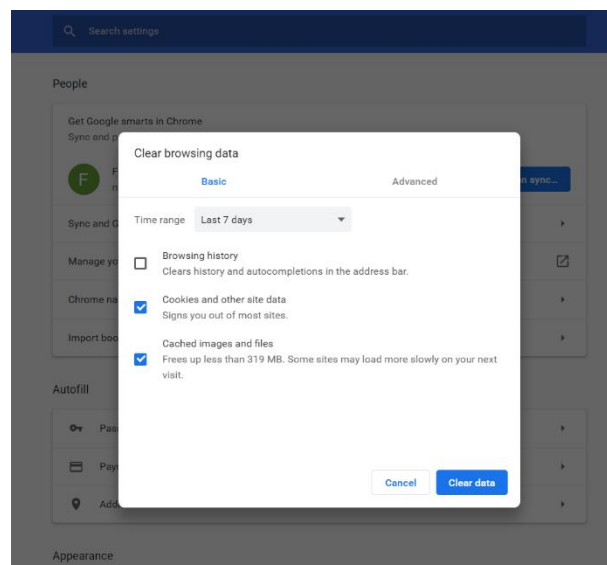 Search settings
People
Get Google smarts in Chrome
Sync and p
Clear browsing data
Basic
Advanced
F
n sync...
Time range
Last 7 days
Sync and G
Browsing history
Clears history and autocompletions in the address bar.
Manage yo
Cookies and other site data
Signs you out of most sites.
Chrome na
Cached images and files
Frees up less than 319 MB. Some sites may load more slowly on your next
visit.
Import boo
Autofill
Pas
Pay
Cancel
Clear data
Add
Appearance